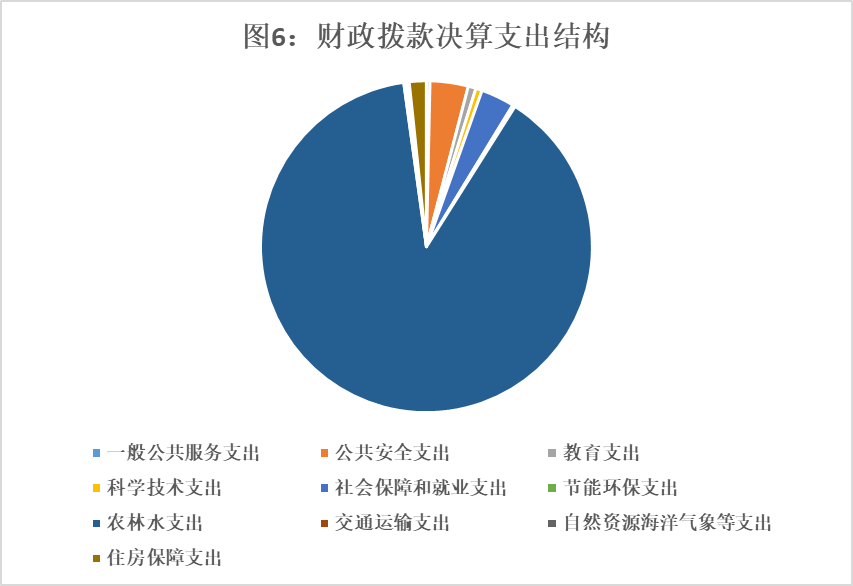 图6：财政拨款决算支出结构
一般公共服务支出 公共安全支出 教育支出
科学技术支出 社会保障和就业支出 节能环保支出
农林水支出 交通运输支出 自然资源海洋气象等支出
住房保障支出